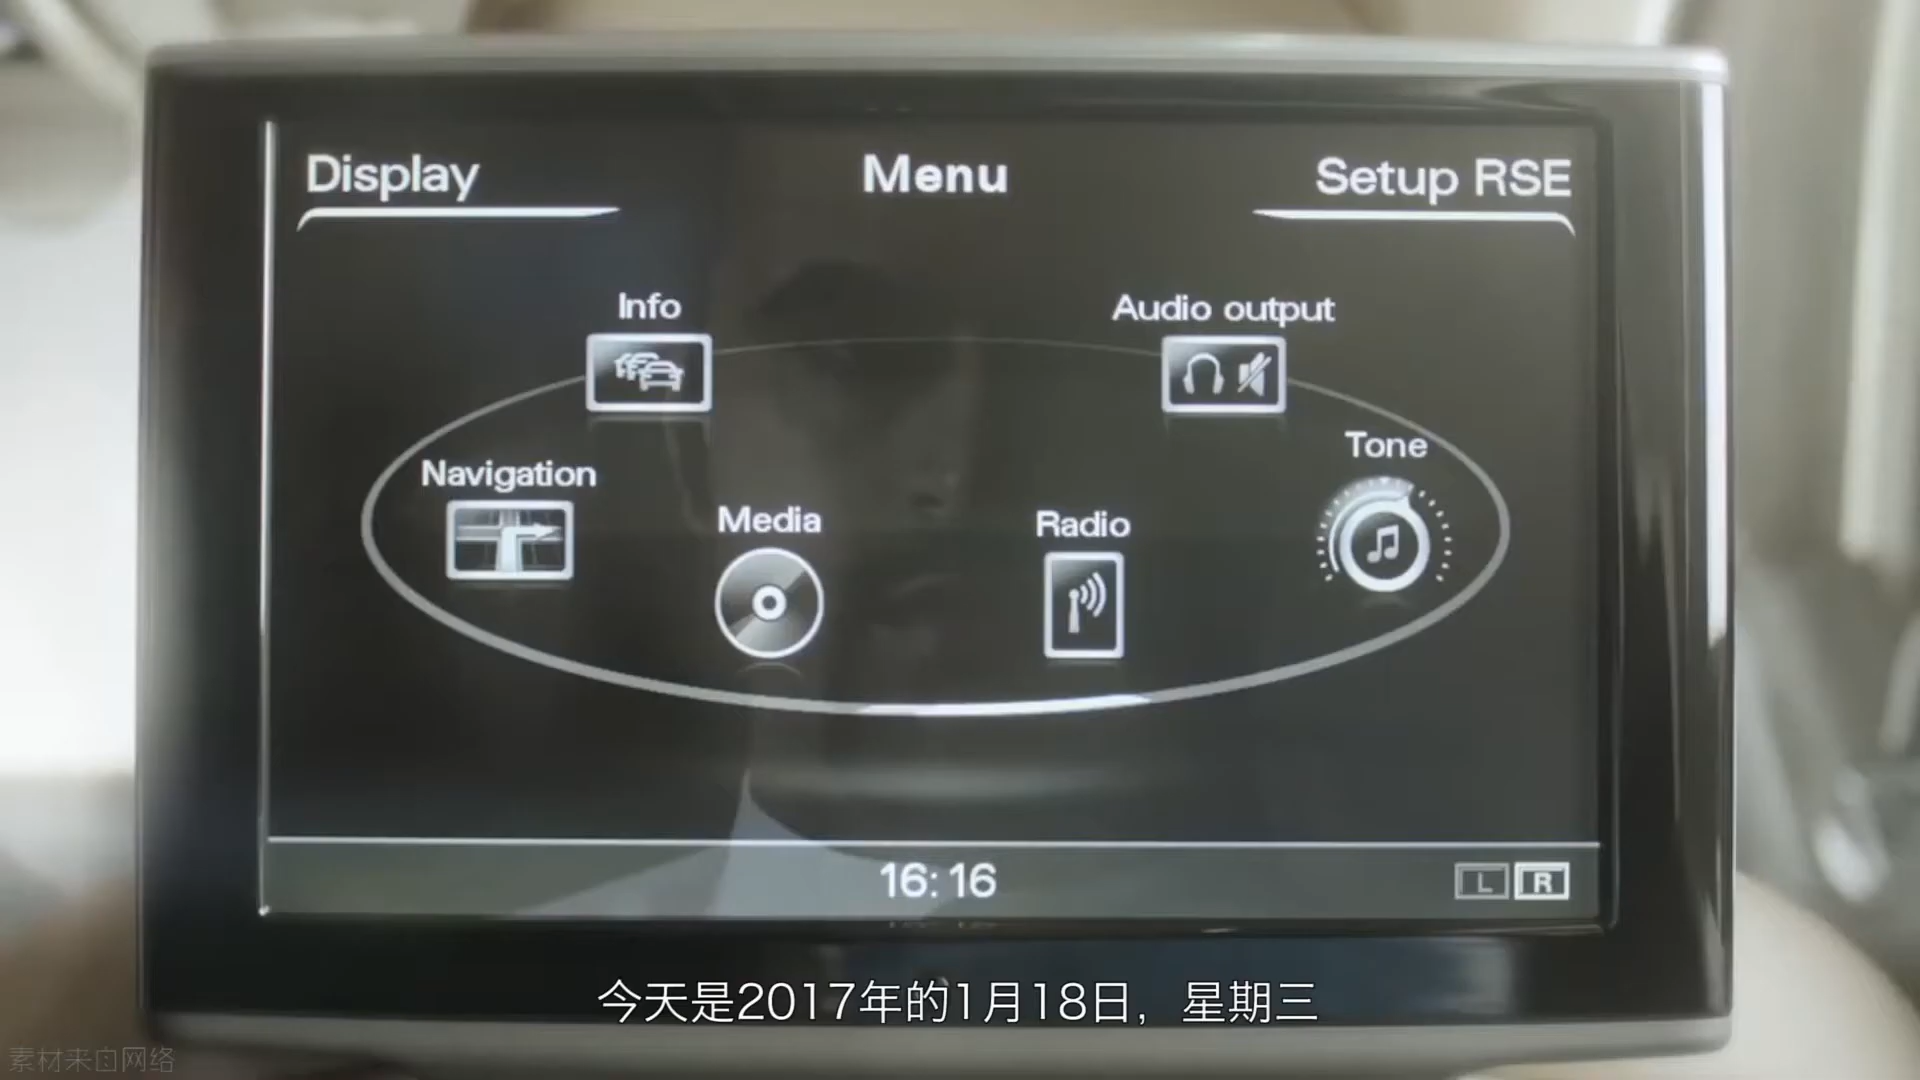 Display
Menu
Setup RSE
Info
Audio output
Tone
Navigation
Media
Radio
16:16
L R
今天是2017年的1月18日，星期三
素材来自网络